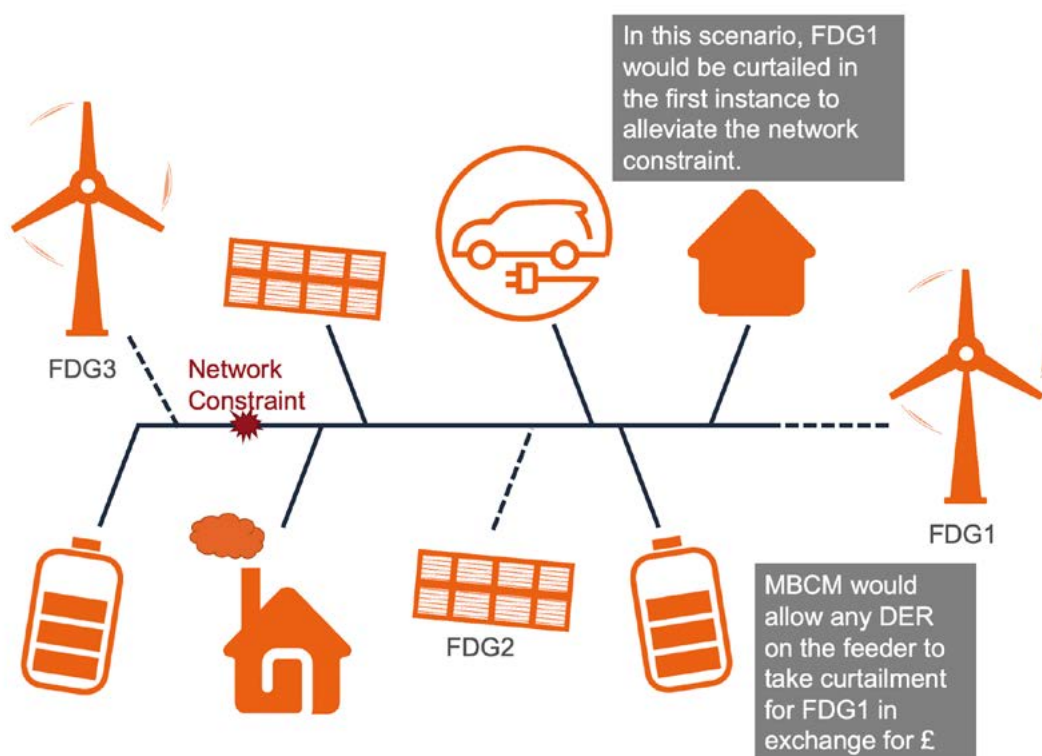 In this scenario, FDG1
would be curtailed in
the first instance to
alleviate the network
constraint.
FDG3
Network
Constraint
FDG1
FDG2
MBCM would
allow any DER
on the feeder to
take curtailment
for FDG1 in
exchange for £